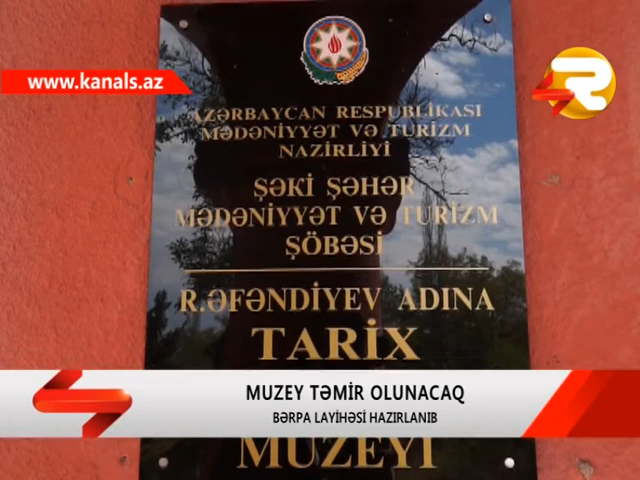 www.kanals.az
R
AZƏRBAYCAN RESPUBLİKASI
MƏDƏNİYYƏT VƏ TURİZM
NAZİRLİYİ
ŞƏKİ ŞƏHƏR
MƏDƏNİYYƏT VƏ TURİZM
ŞÖBƏSİ
R.ƏFƏNDİYEV ADINA
TARİX
MUZEY TƏMİR OLUNACAQ
BƏRPA LAYİHƏSİ HAZIRLANIB
MUZEYİ